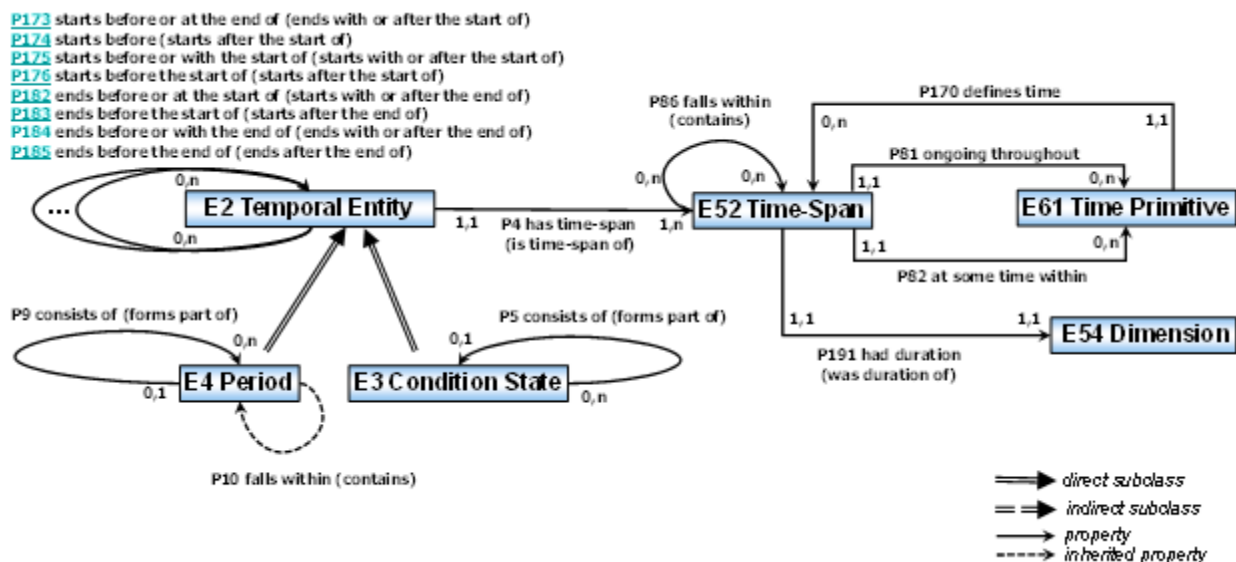 P173 starts before or at the end of (ends with or after the start of)
P174 starts before (starts after the start of)
P175 starts before or with the start of (starts with or after the start of)
P176 starts before the start of (starts after the start of)
P182 ends before or at the start of (starts with or after the end of)
P183 ends before the start of (starts after the end of)
P184 ends before or with the end of (ends with or after the end of)
P185 ends before the end of (ends after the end of)
P86 falls within
(contains)
P170 defines time
0,n
1,1
P81 ongoing throughout
0,n
0,n
0,n
1,1
0,n
...
E2 Temporal Entity
E52 Time-Span
E61 Time Primitive
1,1
P4 has time-span
(is time-span of)
1,n
0,n
1,1
0,n
P82 at some time within
P9 consists of (forms part of)
P5 consists of (forms part of)
0,n
0,1
1,1
1,1
E54 Dimension
P191 had duration
(was duration of)
E4 Period
E3 Condition State
0,1
0,n
P10 falls within (contains)
direct subclass
indirect subclass
property
inherited property